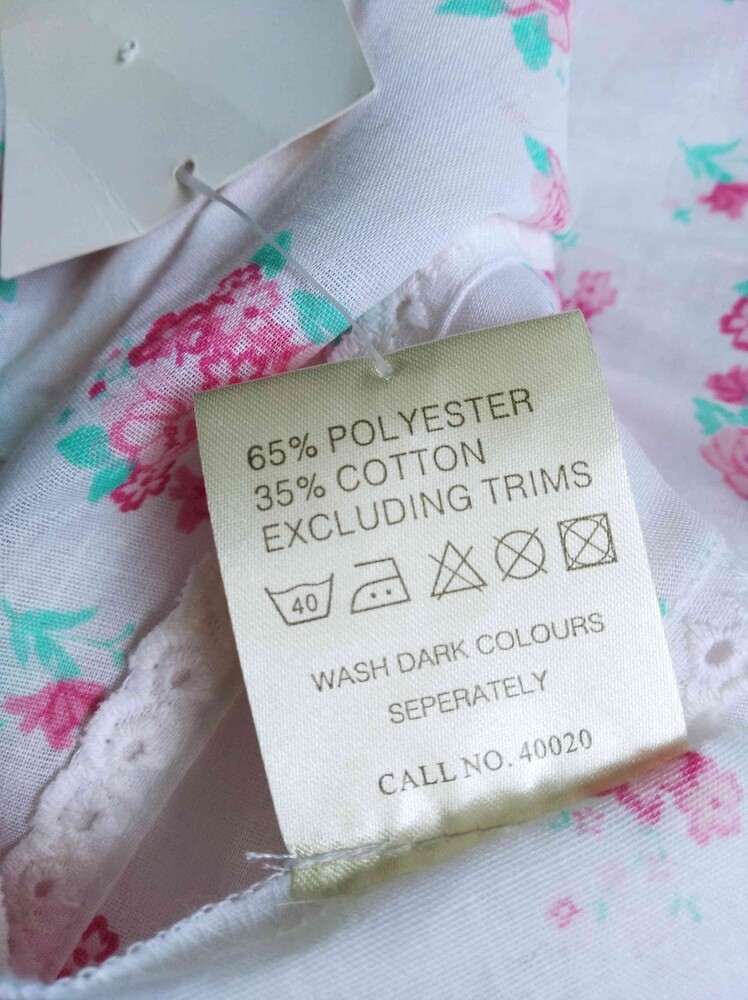 65% POLYESTER
35% COTTON
EXCLUDING TRIMS
40
WASH DARK COLOURS
SEPERATELY
CALL NO. 40020